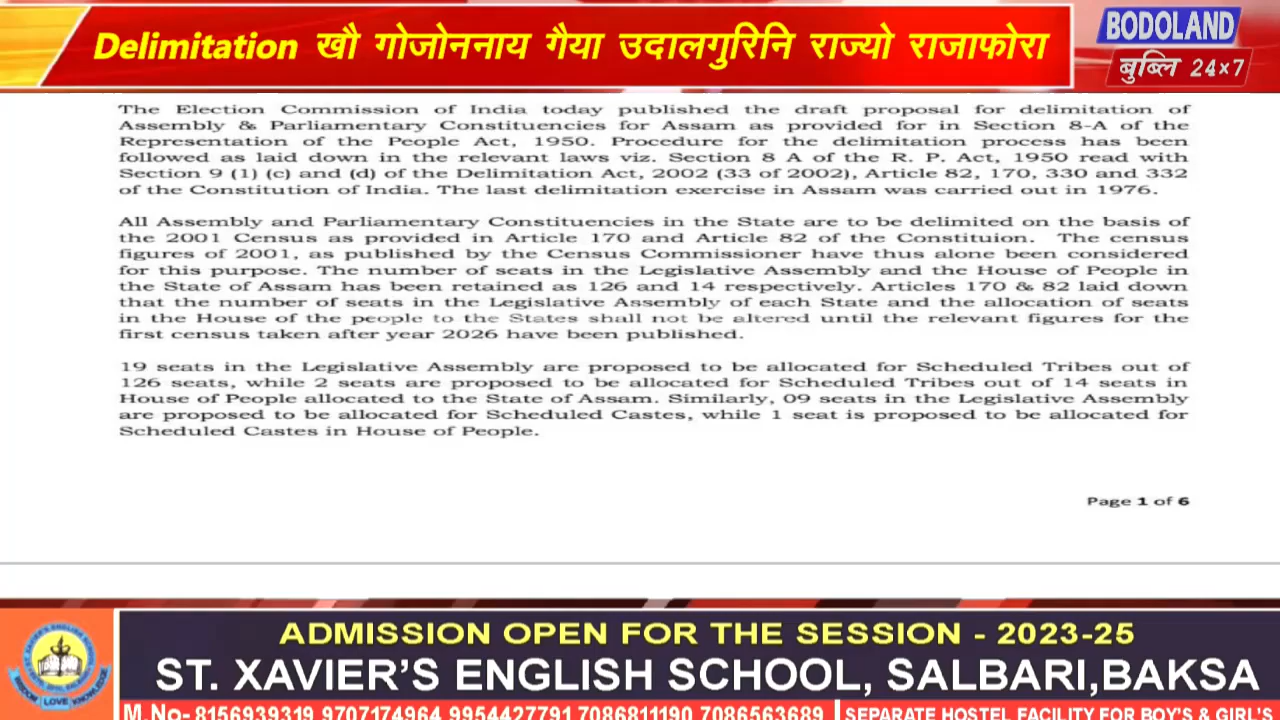 Delimitation खौ गोजोननाय गैया उदालगुरिनि राज्यो राजाफोरा
BODOLAND
बुब्लि 24×7
The Election Commission of India today published the draft proposal for delimitation of
Assembly & Parliamentary Constituencies for Assam as provided for in Section 8-A of the
Representation of the People Act, 1950. Procedure for the delimitation process has been
followed as laid down in the relevant laws viz. Section 8 A of the R. P. Act, 1950 read with
Section 9 (1) (c) and (d) of the Delimitation Act, 2002 (33 of 2002), Article 82, 170, 330 and 332
of the Constitution of India. The last delimitation exercise in Assam was carried out in 1976.
All Assembly and Parliamentary Constituencies in the State are to be delimited on the basis of
the 2001 Census as provided in Article 170 and Article 82 of the Constituion. The census
figures of 2001, as published by the Census Commissioner have thus alone been considered
for this purpose. The number of seats in the Legislative Assembly and the House of People in
the State of Assam has been retained as 126 and 14 respectively. Articles 170 & 82 laid down
that the number of seats in the Legislative Assembly of each State and the allocation of seats
in the House of the people to the States shall not be altered until the relevant figures for the
first census taken after year 2026 have been published.
19 seats in the Legislative Assembly are proposed to be allocated for Scheduled Tribes out of
126 seats, while 2 seats are proposed to be allocated for Scheduled Tribes out of 14 seats in
House of People allocated to the State of Assam. Similarly, 09 seats in the Legislative Assembly
are proposed to be allocated for Scheduled Castes, while 1 seat is proposed to be allocated for
Scheduled Castes in House of People.
Page 1 of 6
ADMISSION OPEN FOR THE SESSION - 2023-25
ST. XAVIER'S ENGLISH SCHOOL, SALBARI,BAKSA
M.No- 8156939319 9707174964 9954427791 7086811190 7086563689
SEPARATE HOSTEL FACILITY FOR BOY'S & GIRL'S
WISDOM LOVE KNOWLEDGE